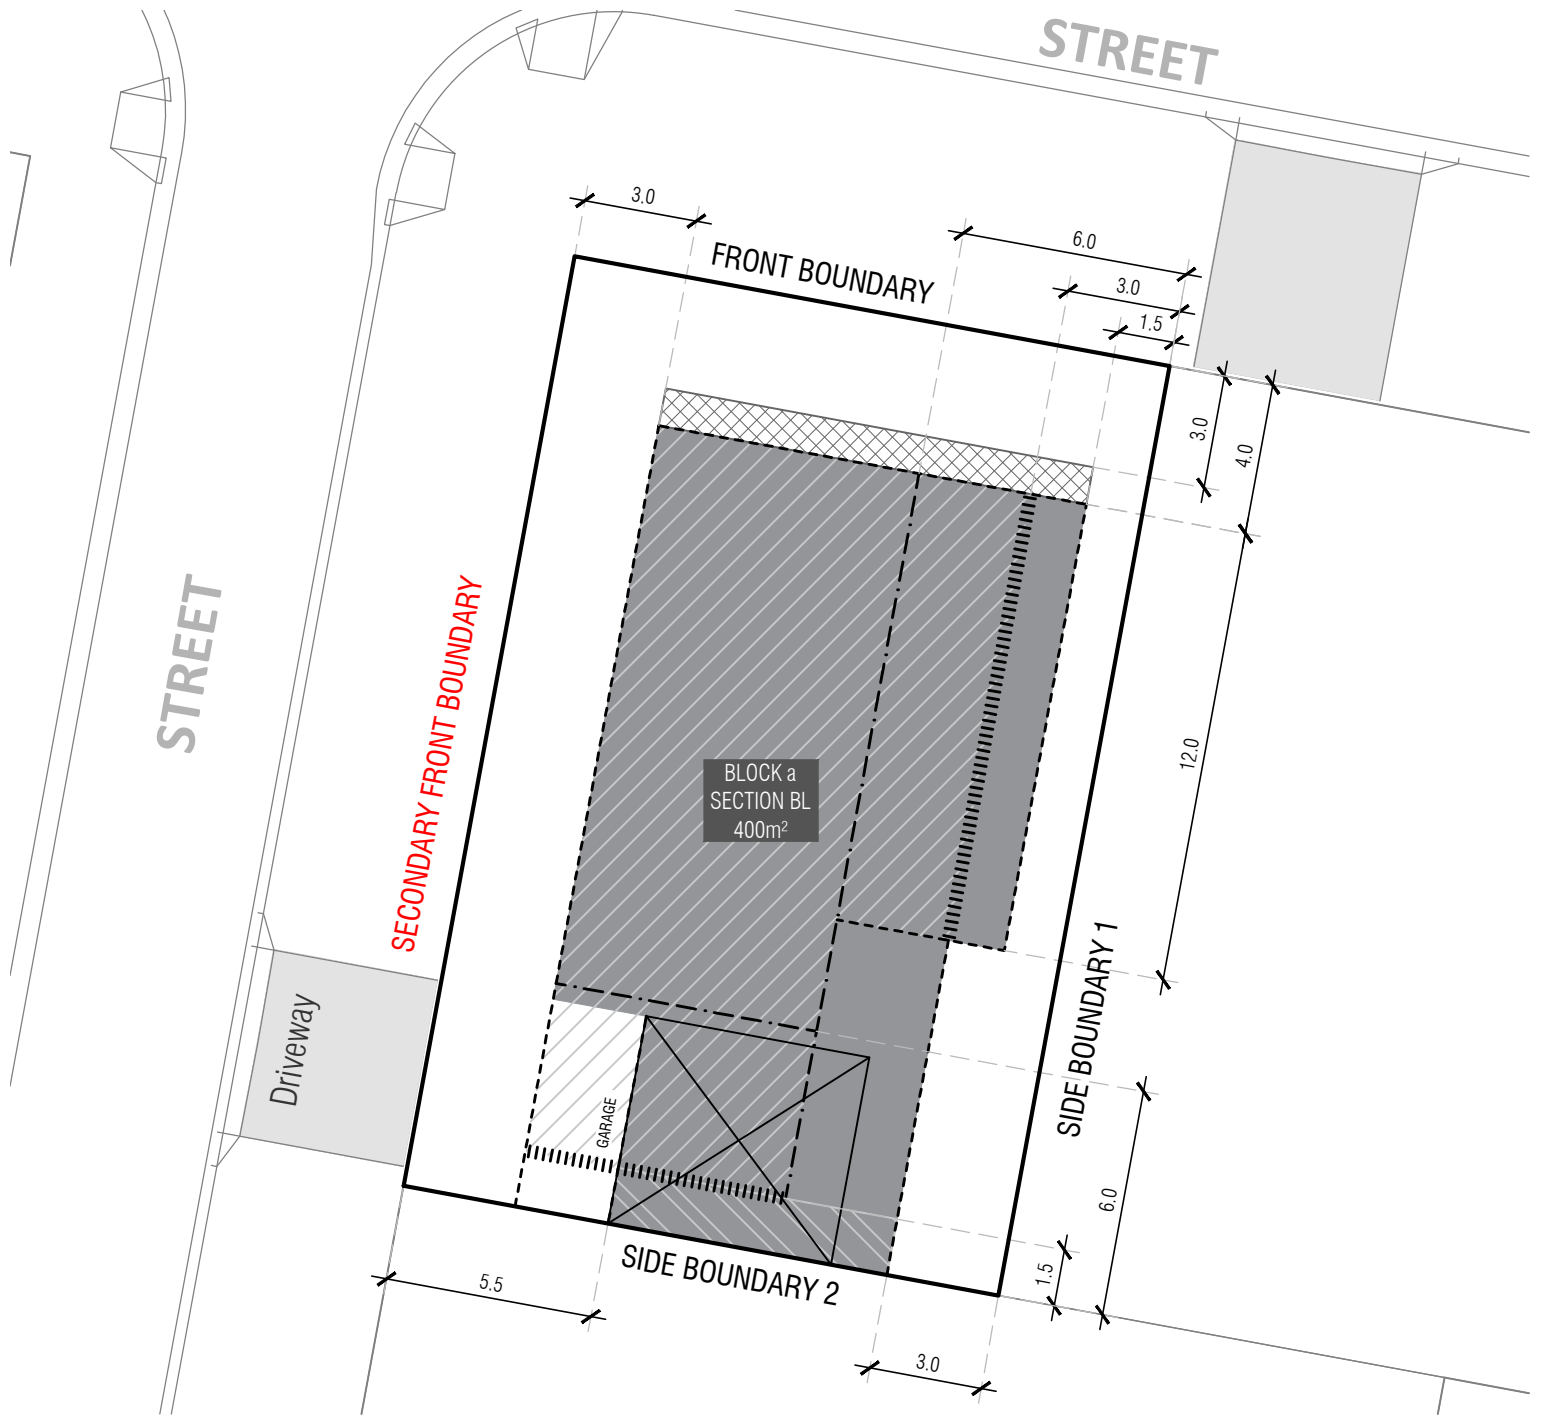 STREET
3.0
6.0
FRONT BOUNDARY
3.0
1.5
3.0
4.0
STREET
SECONDARY FRONT BOUNDARY
BLOCK a
SECTION BL
400m²
12.0
SIDE BOUNDARY 1
Driveway
GARAGE
6.0
1.5
SIDE BOUNDARY 2
5.5
3.0